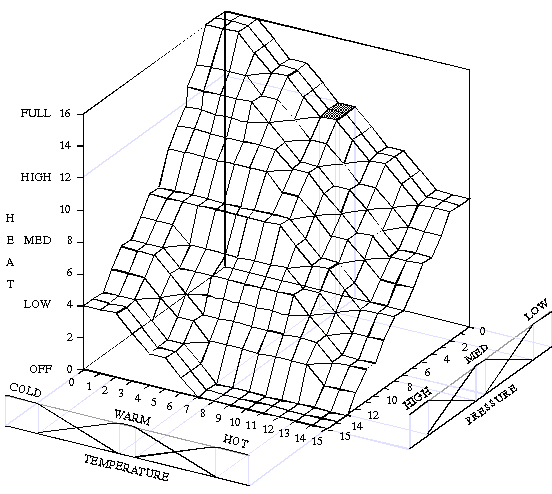 FULL 16
14
HIGH 12
10
MED 8
6
LOW 4
2
OFF 0
H
E
A
T
0 1 2 3 4 5 6 7 8 9 10 11 12 13 14 15
15 14 12 10 8 6 4 2 0
COLD
WARM
HOT
TEMPERATURE
HIGH
MED
LOW
PRESSURE